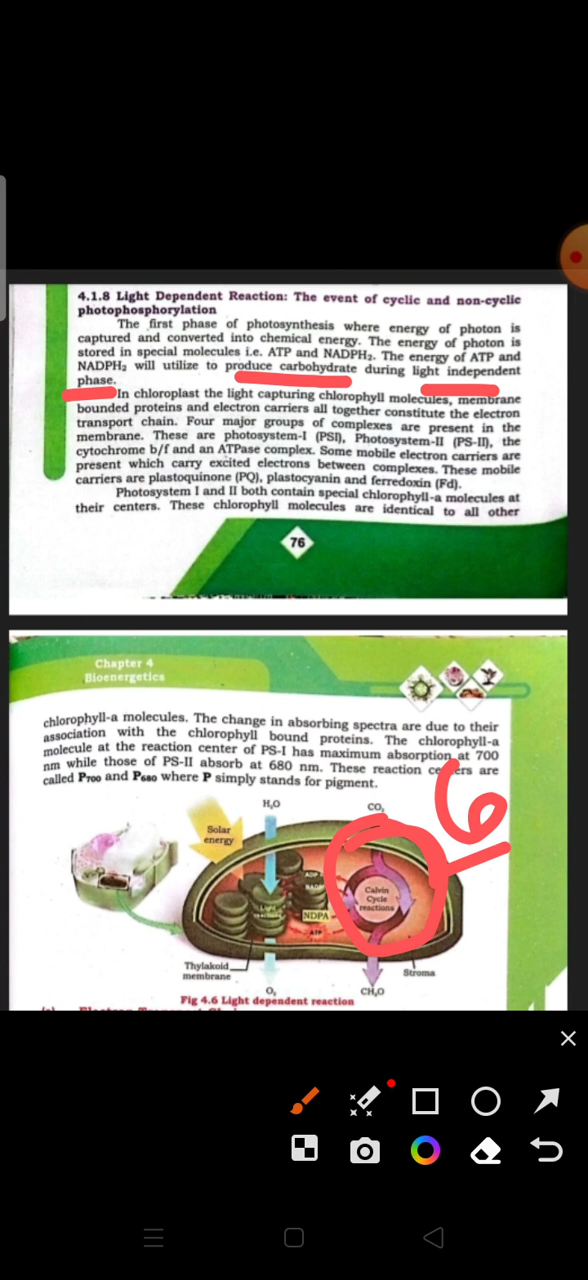 4.1.8 Light Dependent Reaction: The event of cyclic and non-cyclic
photophosphorylation
The first phase of photosynthesis where energy of photon is
captured and converted into chemical energy. The energy of photon is
stored in special molecules i.e. ATP and NADPH₂. The energy of ATP and
NADPH₂ will utilize to produce carbohydrate during light independent
phase.
In chloroplast the light capturing chlorophyll molecules, membrane
bounded proteins and electron carriers all together constitute the electron
transport chain. Four major groups of complexes are present in the
membrane. These are photosystem-I (PSI), Photosystem-II (PS-II), the
cytochrome b/f and an ATPase complex. Some mobile electron carriers are
present which carry excited electrons between complexes. These mobile
carriers are plastoquinone (PQ), plastocyanin and ferredoxin (Fd).
Photosystem I and II both contain special chlorophyll-a molecules at
their centers. These chlorophyll molecules are identical to all other
76
Chapter 4
Bioenergetics
chlorophyll-a molecules. The change in absorbing spectra are due to their
association with the chlorophyll bound proteins. The chlorophyll-a
molecule at the reaction center of PS-I has maximum absorption at 700
nm while those of PS-II absorb at 680 nm. These reaction centers are
called P₇₀₀ and P₆₈₀ where P simply stands for pigment.
H₂O
CO₂
6
Solar
energy
ADP
Calvin
Cycle
reactions
Light
reactions
NDPA
ATP
Thylakoid
membrane
Stroma
O₂
CH₂O
Fig 4.6 Light dependent reaction